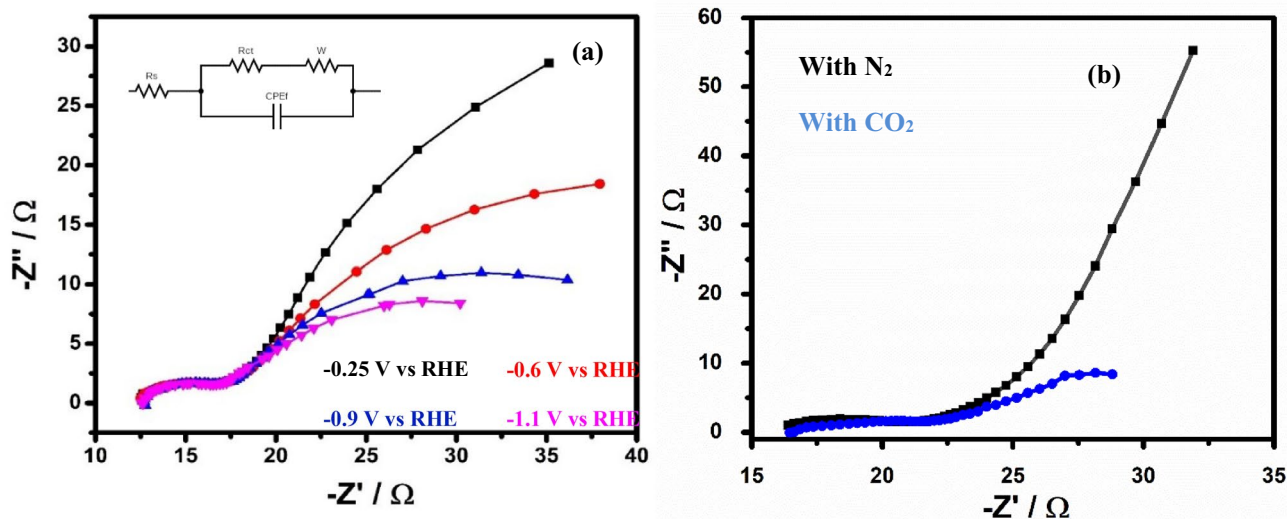 (a)
Rs
Rct
W
CPEf
-Z'' / Ω
30
25
20
15
10
5
0
-0.25 V vs RHE
-0.6 V vs RHE
-0.9 V vs RHE
-1.1 V vs RHE
10 15 20 25 30 35 40
-Z' / Ω
(b)
With N₂
With CO₂
-Z'' / Ω
60
50
40
30
20
10
0
15 20 25 30 35
-Z' / Ω